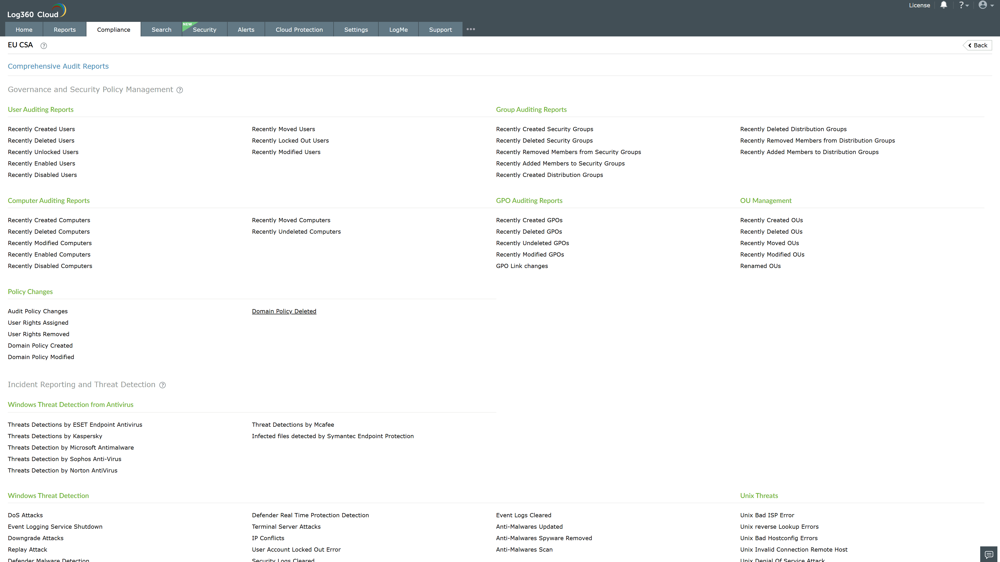 Log360 Cloud
License
?
Home
Reports
Compliance
Search
NEW
Security
Alerts
Cloud Protection
Settings
LogMe
Support
EU CSA ?
Back
Comprehensive Audit Reports
Governance and Security Policy Management ?
User Auditing Reports
Recently Created Users
Recently Deleted Users
Recently Unlocked Users
Recently Enabled Users
Recently Disabled Users
Recently Moved Users
Recently Locked Out Users
Recently Modified Users
Group Auditing Reports
Recently Created Security Groups
Recently Deleted Security Groups
Recently Removed Members from Security Groups
Recently Added Members to Security Groups
Recently Created Distribution Groups
Recently Deleted Distribution Groups
Recently Removed Members from Distribution Groups
Recently Added Members to Distribution Groups
Computer Auditing Reports
Recently Created Computers
Recently Deleted Computers
Recently Modified Computers
Recently Enabled Computers
Recently Disabled Computers
Recently Moved Computers
Recently Undeleted Computers
GPO Auditing Reports
Recently Created GPOs
Recently Deleted GPOs
Recently Undeleted GPOs
Recently Modified GPOs
GPO Link changes
OU Management
Recently Created OUs
Recently Deleted OUs
Recently Moved OUs
Recently Modified OUs
Renamed OUs
Policy Changes
Audit Policy Changes
User Rights Assigned
User Rights Removed
Domain Policy Created
Domain Policy Modified
Domain Policy Deleted
Incident Reporting and Threat Detection ?
Windows Threat Detection from Antivirus
Threats Detections by ESET Endpoint Antivirus
Threats Detections by Kaspersky
Threats Detection by Microsoft Antimalware
Threats Detection by Sophos Anti-Virus
Threats Detection by Norton AntiVirus
Threat Detections by Mcafee
Infected files detected by Symantec Endpoint Protection
Windows Threat Detection
DoS Attacks
Event Logging Service Shutdown
Downgrade Attacks
Replay Attack
Defender Malware Detection
Defender Real Time Protection Detection
Terminal Server Attacks
IP Conflicts
User Account Locked Out Error
Security Logs Cleared
Event Logs Cleared
Anti-Malwares Updated
Anti-Malwares Spyware Removed
Anti-Malwares Scan
Unix Threats
Unix Bad ISP Error
Unix reverse Lookup Errors
Unix Bad Hostconfig Errors
Unix Invalid Connection Remote Host
Unix Denial Of Service Attack